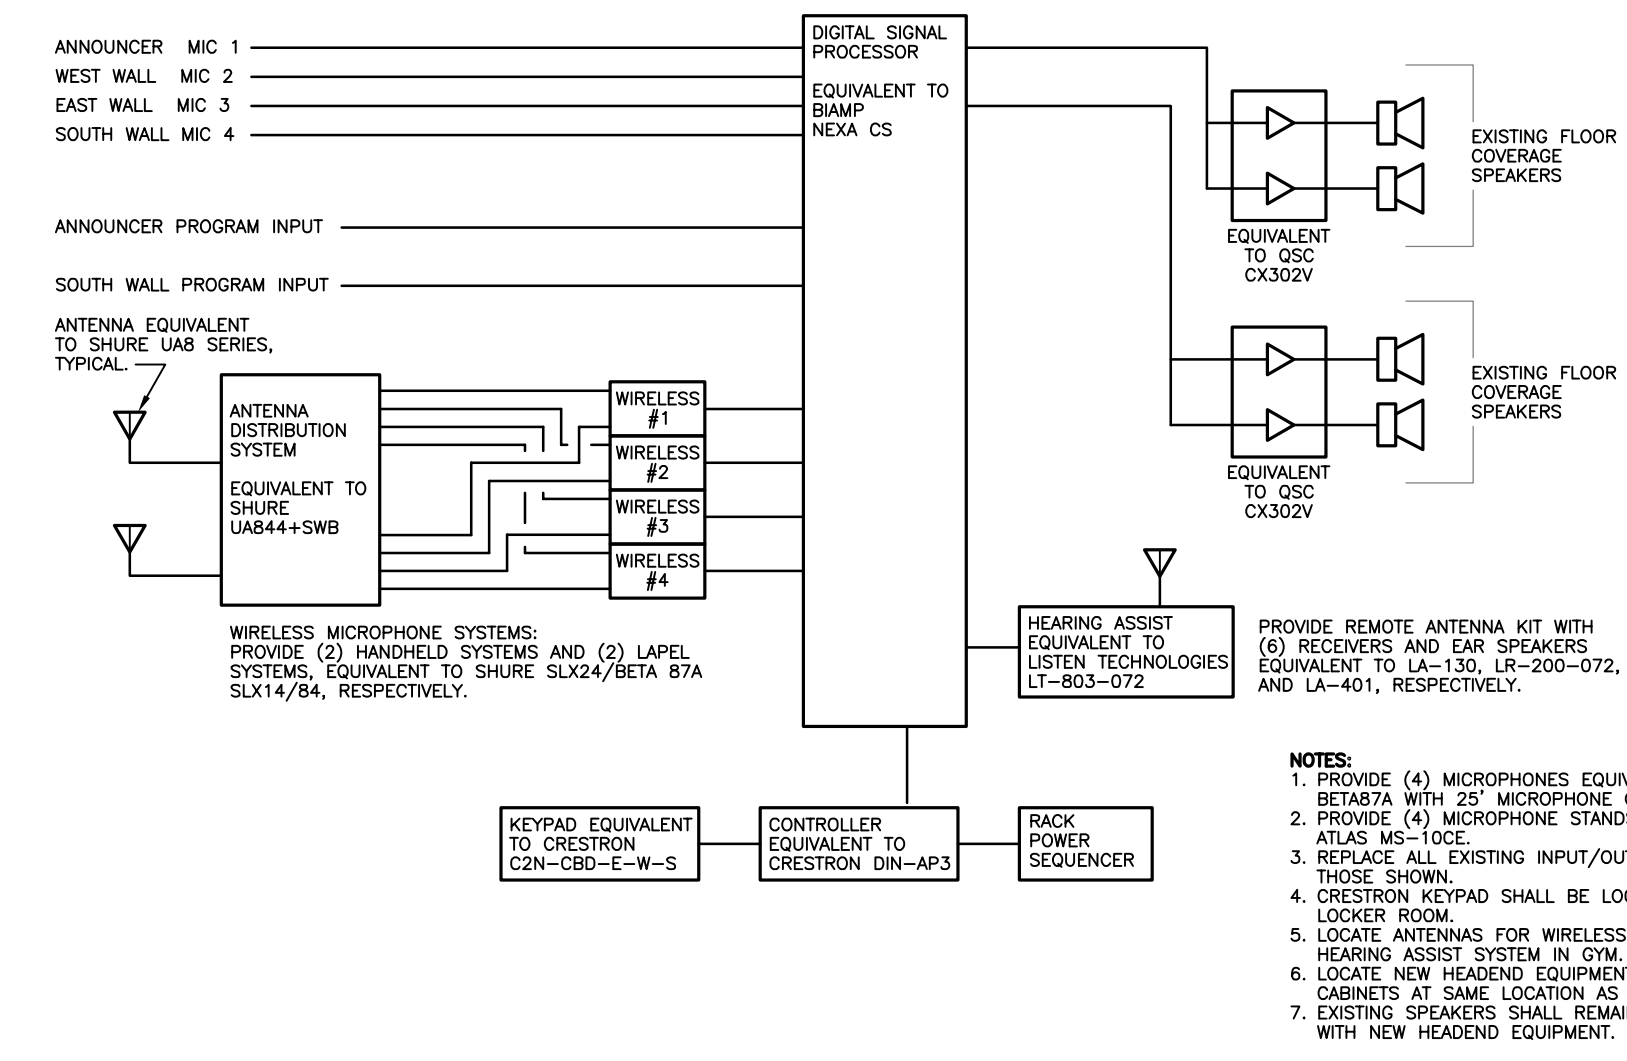 ANNOUNCER MIC 1
WEST WALL MIC 2
EAST WALL MIC 3
SOUTH WALL MIC 4
ANNOUNCER PROGRAM INPUT
SOUTH WALL PROGRAM INPUT
ANTENNA EQUIVALENT
TO SHURE UA8 SERIES,
TYPICAL.
ANTENNA
DISTRIBUTION
SYSTEM
EQUIVALENT TO
SHURE
UA844+SWB
WIRELESS
#1
WIRELESS
#2
WIRELESS
#3
WIRELESS
#4
WIRELESS MICROPHONE SYSTEMS:
PROVIDE (2) HANDHELD SYSTEMS AND (2) LAPEL
SYSTEMS, EQUIVALENT TO SHURE SLX24/BETA 87A
SLX14/84, RESPECTIVELY.
DIGITAL SIGNAL
PROCESSOR
EQUIVALENT TO
BIAMP
NEXA CS
EQUIVALENT
TO QSC
CX302V
EXISTING FLOOR
COVERAGE
SPEAKERS
EQUIVALENT
TO QSC
CX302V
EXISTING FLOOR
COVERAGE
SPEAKERS
HEARING ASSIST
EQUIVALENT TO
LISTEN TECHNOLOGIES
LT-803-072
PROVIDE REMOTE ANTENNA KIT WITH
(6) RECEIVERS AND EAR SPEAKERS
EQUIVALENT TO LA-130, LR-200-072,
AND LA-401, RESPECTIVELY.
KEYPAD EQUIVALENT
TO CRESTRON
C2N-CBD-E-W-S
CONTROLLER
EQUIVALENT TO
CRESTRON DIN-AP3
RACK
POWER
SEQUENCER
NOTES:
1. PROVIDE (4) MICROPHONES
BETA87A WITH 25' MICROPHONE
2. PROVIDE (4) MICROPHONE
ATLAS MS-10CE.
3. REPLACE ALL EXISTING
THOSE SHOWN.
4. CRESTRON KEYPAD SHALL BE
LOCKER ROOM.
5. LOCATE ANTENNAS FOR WIRELESS
HEARING ASSIST SYSTEM IN GYM.
6. LOCATE NEW HEADEND
CABINETS AT SAME LOCATION AS
7. EXISTING SPEAKERS SHALL
WITH NEW HEADEND EQUIPMENT.